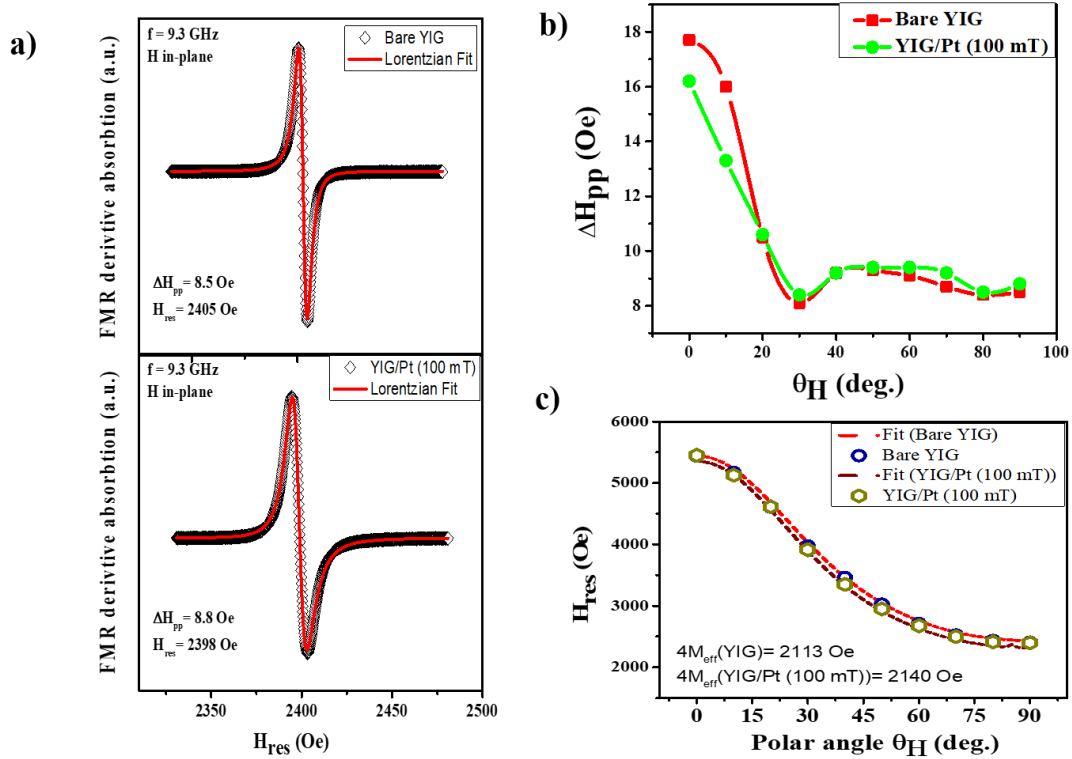 a)
f = 9.3 GHz
H in-plane
Bare YIG
Lorentzian Fit
FMR derivtive absorbtion (a.u.)
ΔHpp= 8.5 Oe
Hres= 2405 Oe
f = 9.3 GHz
H in-plane
YIG/Pt (100 mT)
Lorentzian Fit
FMR derivtive absorbtion (a.u.)
ΔHpp= 8.8 Oe
Hres= 2398 Oe
2350 2400 2450 2500
Hres (Oe)
b)
Bare YIG
YIG/Pt (100 mT)
ΔHpp (Oe)
18
16
14
12
10
8
0 20 40 60 80 100
θH (deg.)
c)
Fit (Bare YIG)
Bare YIG
Fit (YIG/Pt (100 mT))
YIG/Pt (100 mT)
Hres (Oe)
6000
5000
4000
3000
2000
4Meff(YIG)= 2113 Oe
4Meff(YIG/Pt (100 mT))= 2140 Oe
0 15 30 45 60 75 90
Polar angle θH (deg.)